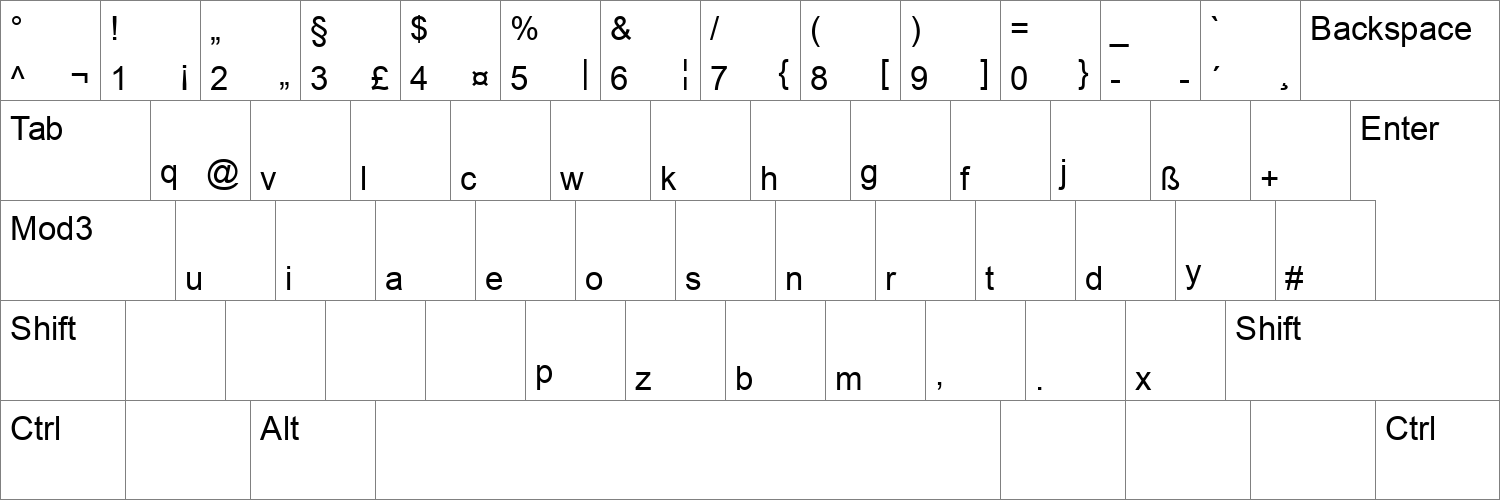 ° ! „ § $ % & / ( ) = _ ` Backspace
^ ¬ 1 ¡ 2 „ 3 £ 4 ¤ 5 | 6 ¦ 7 { 8 [ 9 ] 0 } - - ´ ¸
Tab Enter
q @ v l c w k h g f j ß +
Mod3
u i a e o s n r t d y #
Shift Shift
p z b m , . x
Ctrl Alt Ctrl